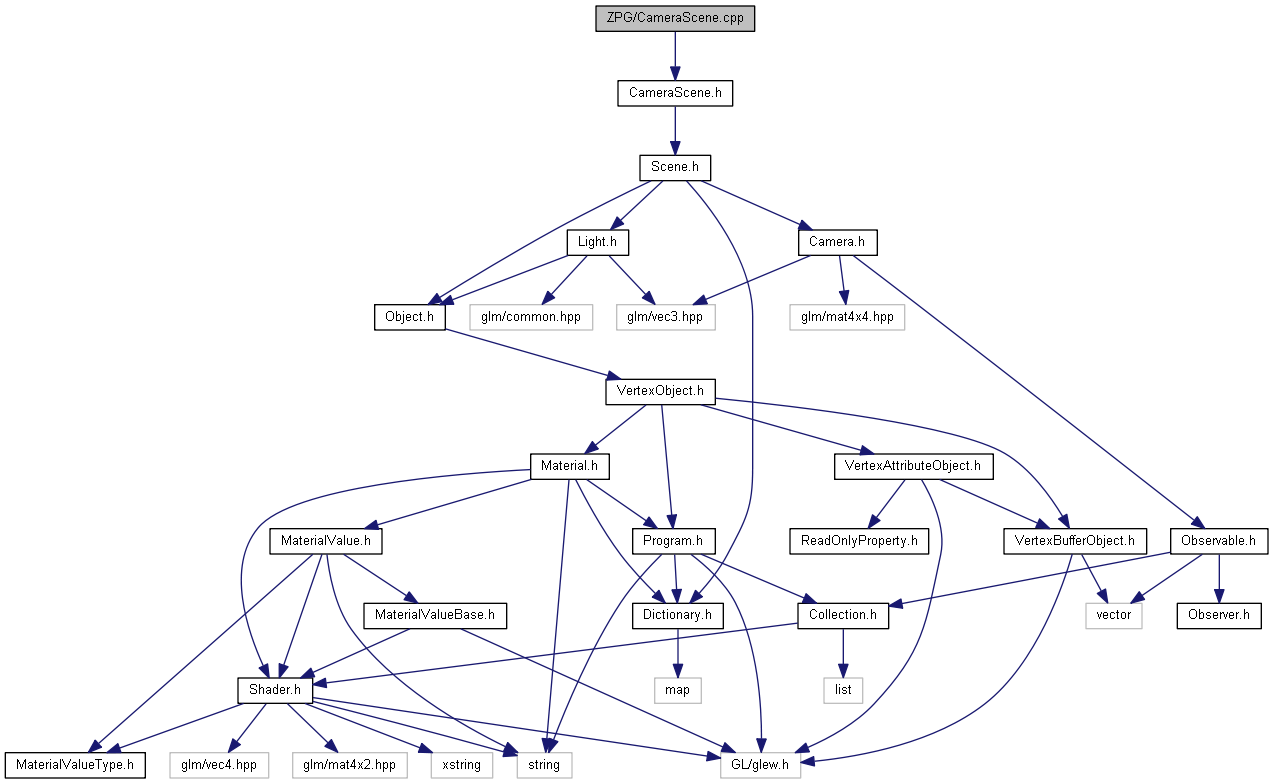 ZPG/CameraScene.cpp
CameraScene.h
Scene.h
Light.h
Camera.h
Object.h
glm/common.hpp
glm/vec3.hpp
glm/mat4x4.hpp
VertexObject.h
Material.h
VertexAttributeObject.h
MaterialValue.h
Program.h
ReadOnlyProperty.h
VertexBufferObject.h
Observable.h
MaterialValueBase.h
Dictionary.h
Collection.h
vector
Observer.h
Shader.h
map
list
MaterialValueType.h
glm/vec4.hpp
glm/mat4x2.hpp
xstring
string
GL/glew.h